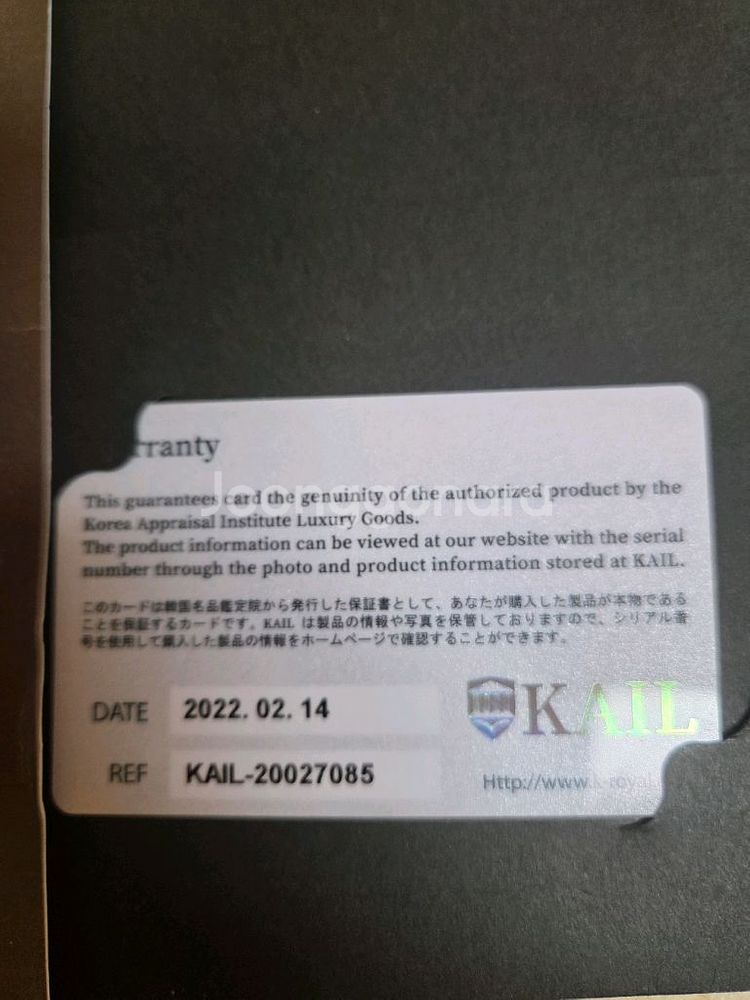 rranty
This guarantees card the genuinity of the authorized product by the
Korea Appraisal Institute Luxury Goods.
The product information can be viewed at our website with the serial
number through the photo and product information stored at KAIL.
このカードは韓国名品鑑定院から発行した保証書として、あなたが購入した製品が本物である
ことを保証するカードです。KAIL は製品の情報や写真を保管しておりますので、シリアル番
号を使用して購入した製品の情報をホームページで確認することができます。
DATE 2022. 02. 14
KAIL
REF KAIL-20027085
Http://www.k-royal
Joonggonara